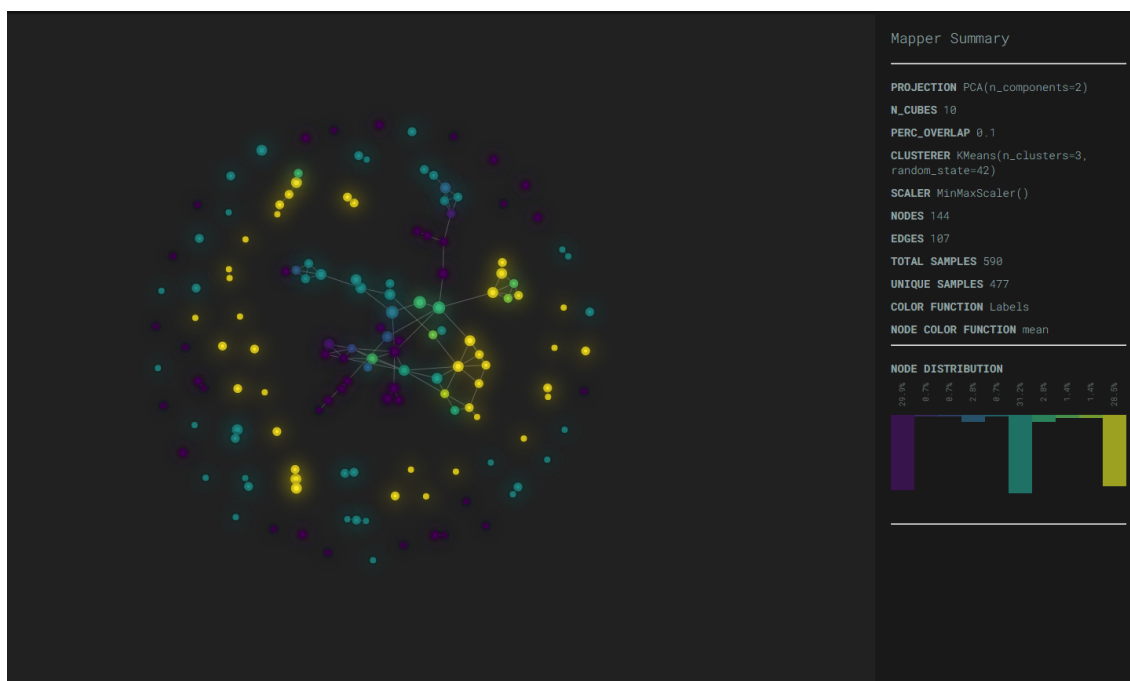 Mapper Summary
PROJECTION PCA(n_components=2)
N_CUBES 10
PERC_OVERLAP 0.1
CLUSTERER KMeans(n_clusters=3,
random_state=42)
SCALER MinMaxScaler()
NODES 144
EDGES 107
TOTAL SAMPLES 590
UNIQUE SAMPLES 477
COLOR FUNCTION Labels
NODE COLOR FUNCTION mean
NODE DISTRIBUTION
29.9%
0.7%
0.7%
2.8%
0.7%
31.2%
2.8%
1.4%
1.4%
28.5%